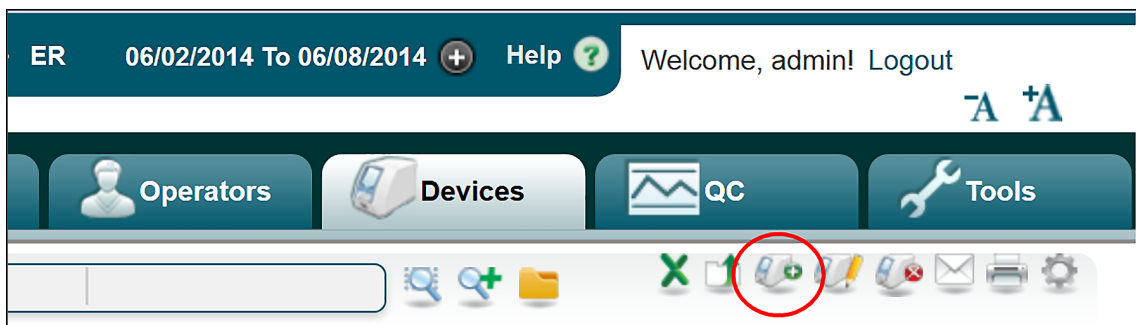 ER 06/02/2014 To 06/08/2014 Help ? Welcome, admin! Logout
-A +A
Operators Devices QC Tools